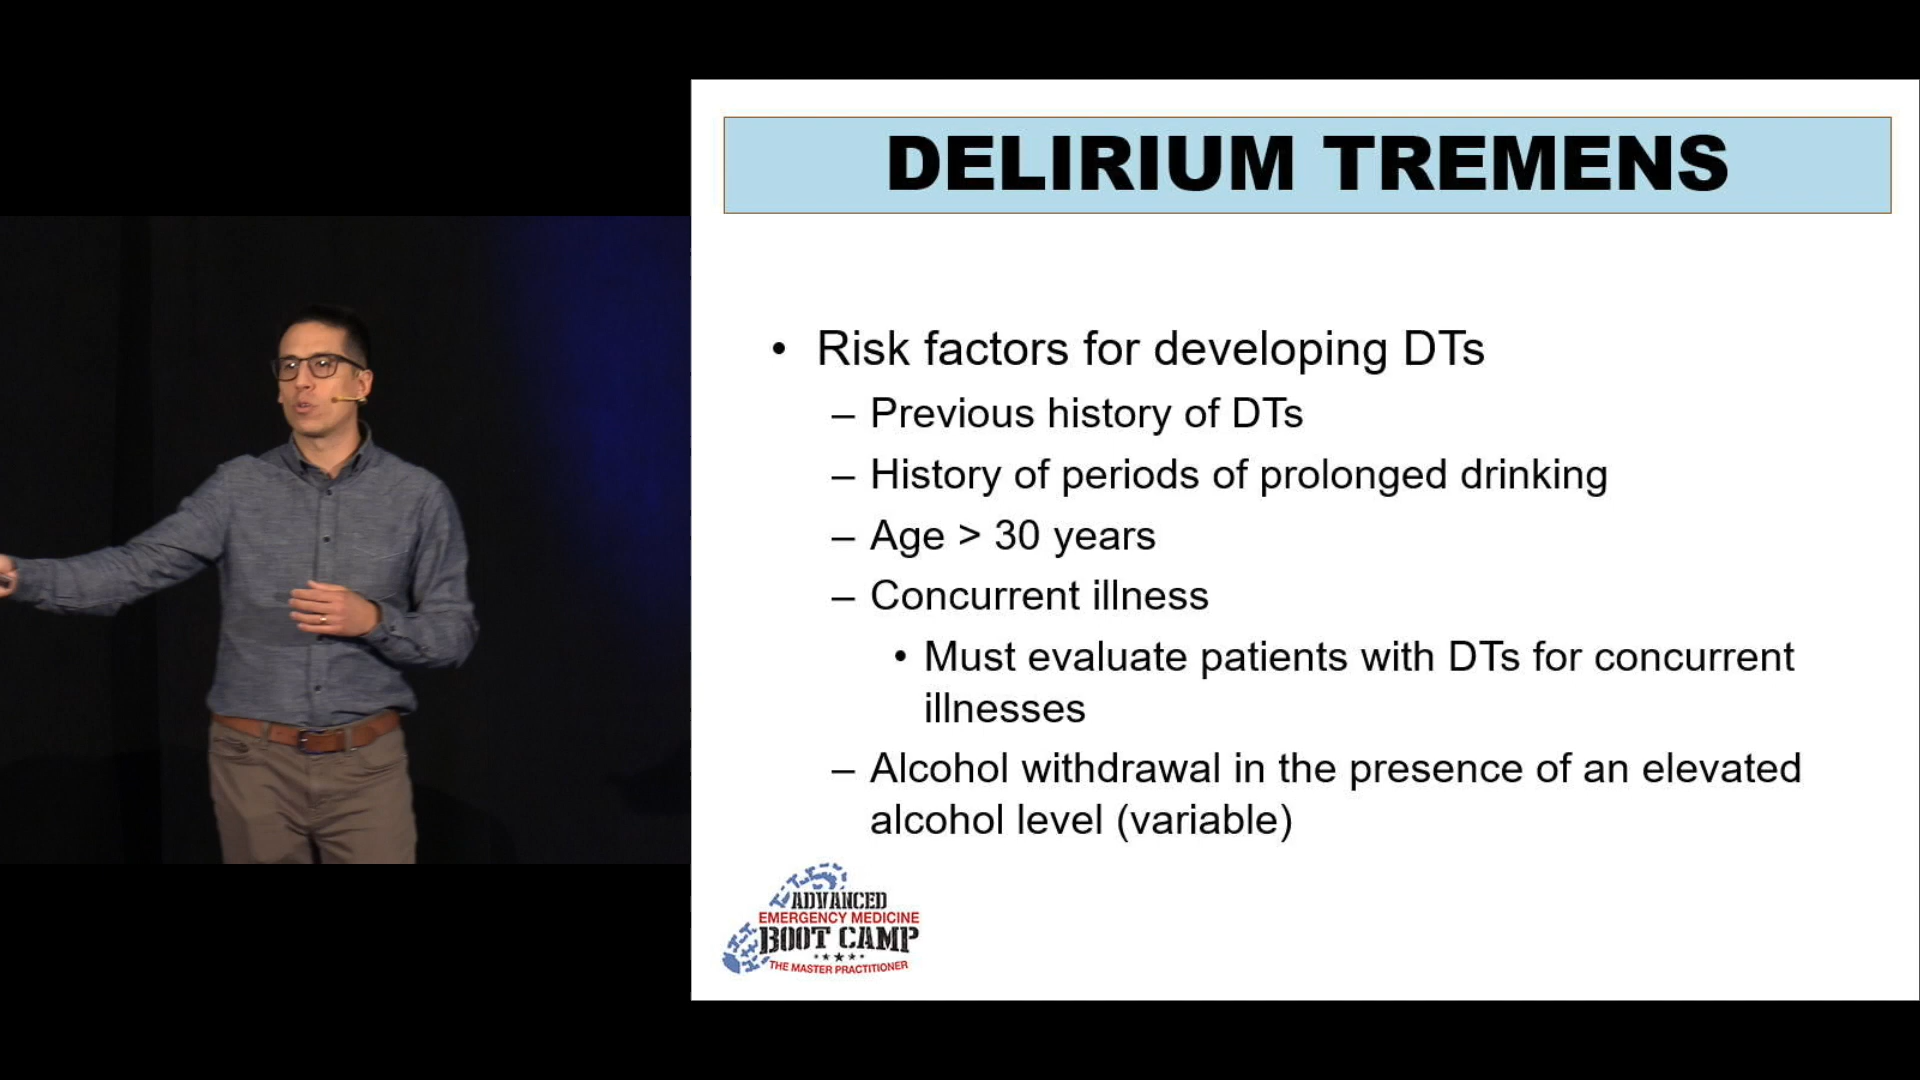 DELIRIUM TREMENS
• Risk factors for developing DTs
– Previous history of DTs
– History of periods of prolonged drinking
– Age > 30 years
– Concurrent illness
• Must evaluate patients with DTs for concurrent
illnesses
– Alcohol withdrawal in the presence of an elevated
alcohol level (variable)
ADVANCED
EMERGENCY MEDICINE
BOOT CAMP
THE MASTER PRACTITIONER